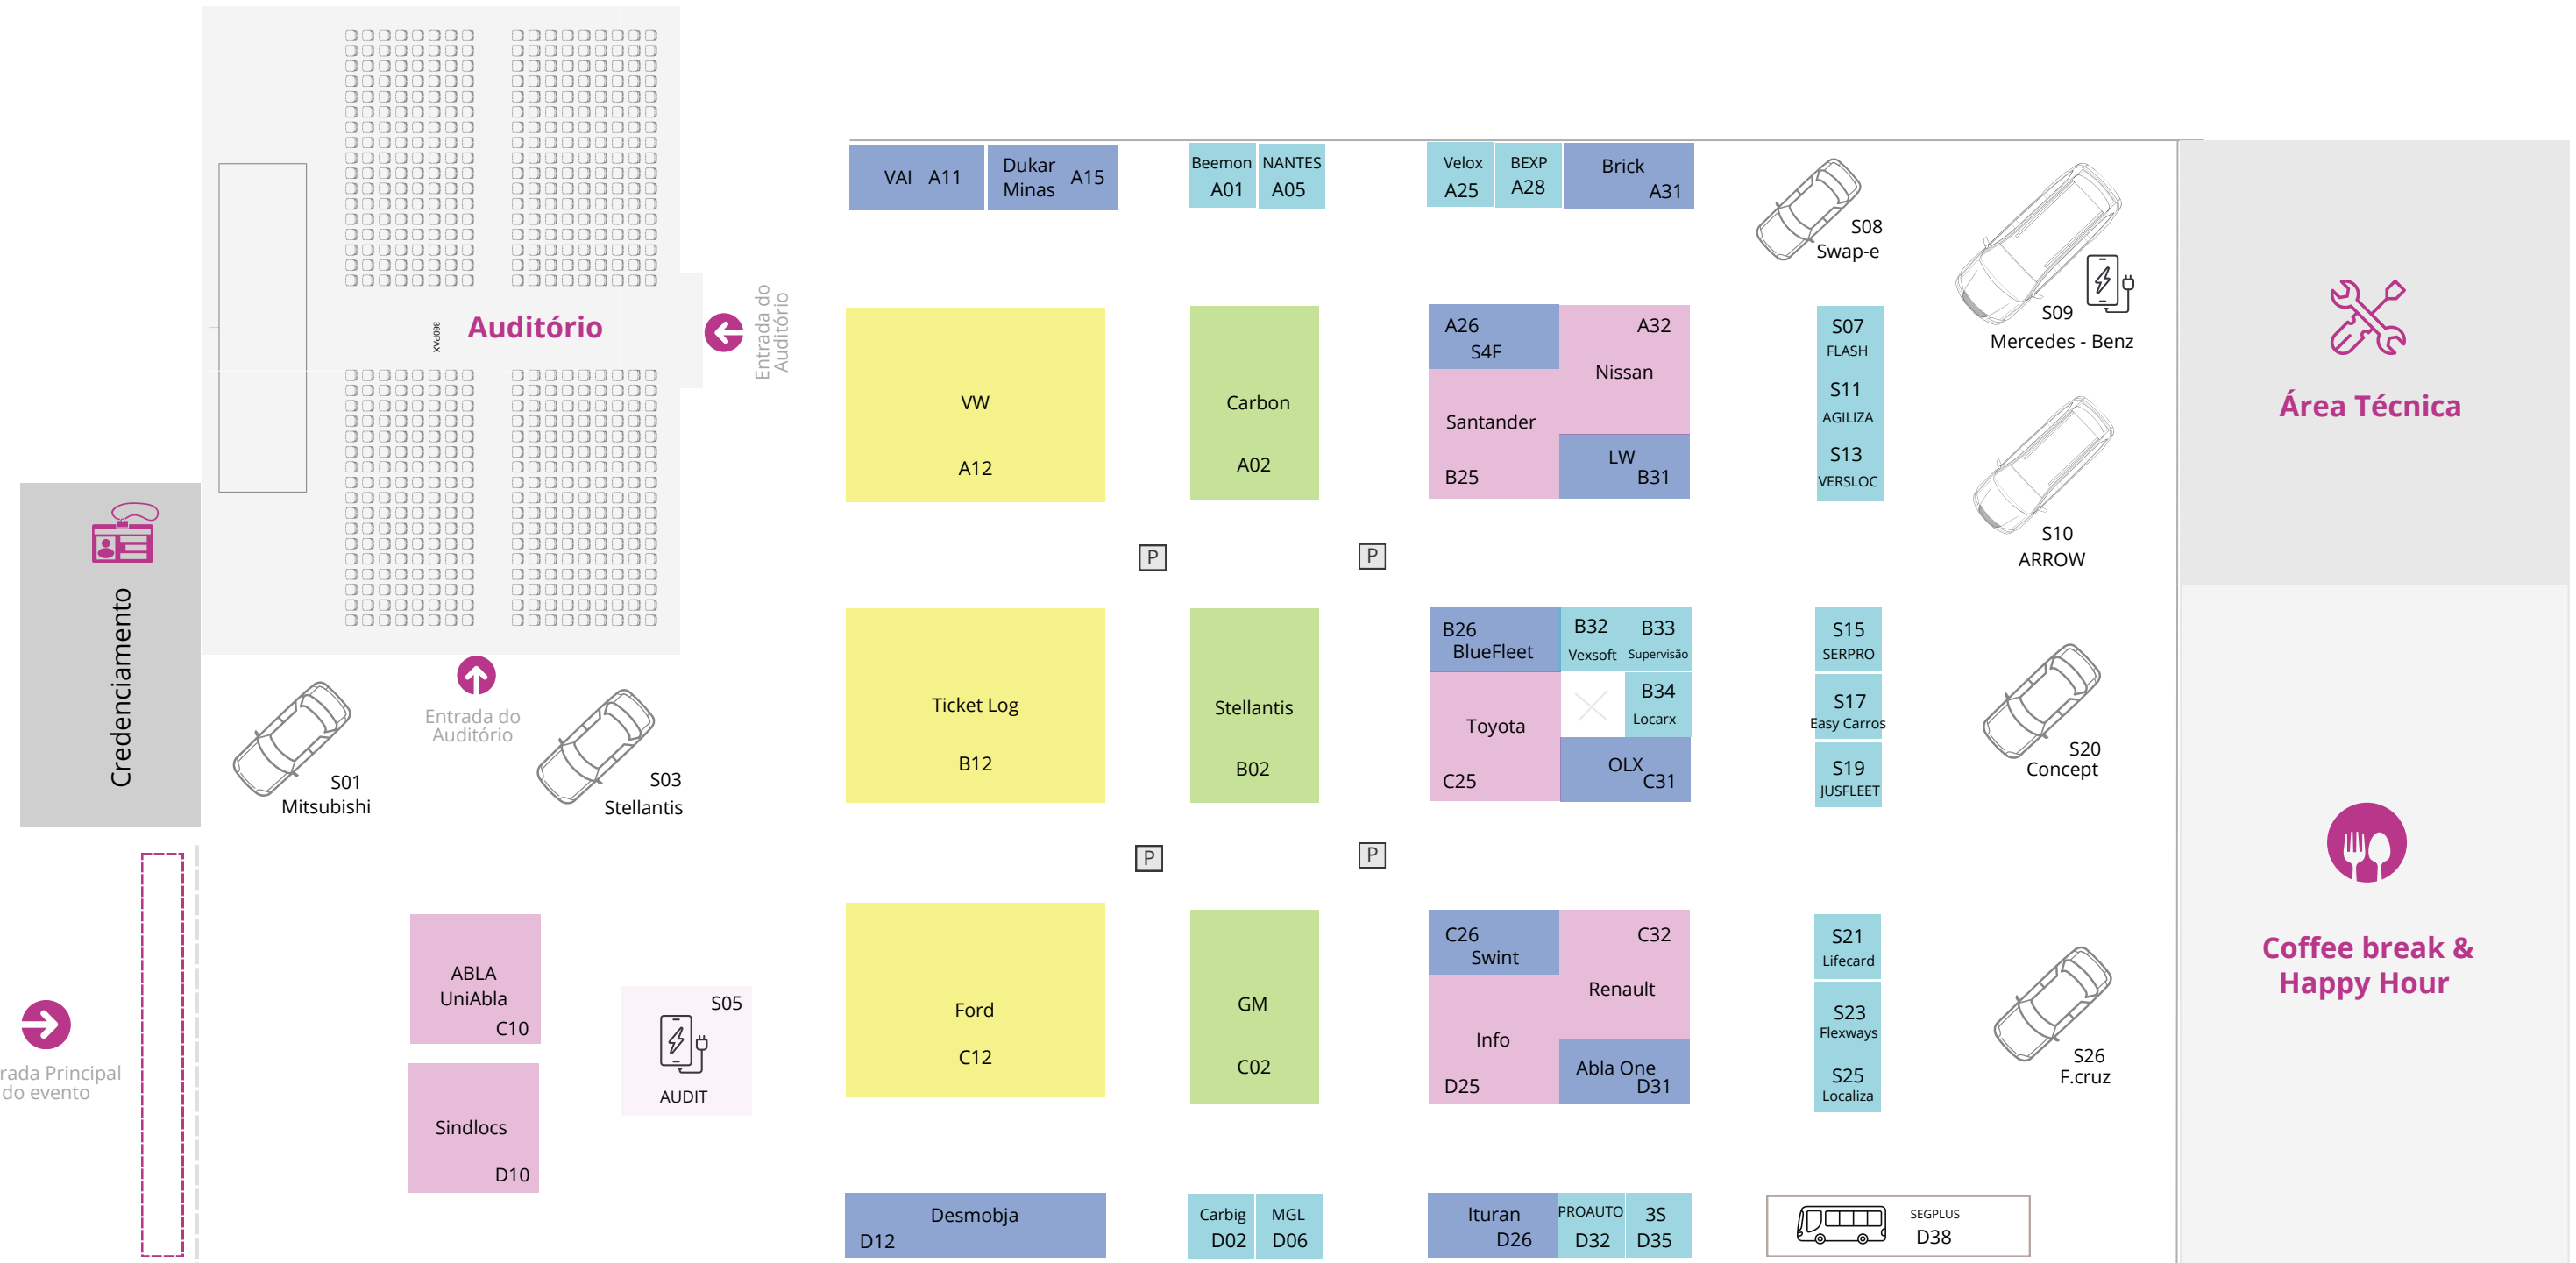 VAI A11
Dukar
Minas A15
Beemon
A01
NANTES
A05
Velox
A25
BEXP
A28
Brick
A31
S08
Swap-e
S09
Mercedes - Benz
360PAX
Auditório
Entrada do
Auditório
VW
A12
Carbon
A02
A26
S4F
A32
Nissan
Santander
B25
LW
B31
S07
FLASH
S11
AGILIZA
S13
VERSLOC
S10
ARROW
Área Técnica
Credenciamento
P
P
Entrada do
Auditório
S01
Mitsubishi
S03
Stellantis
Ticket Log
B12
Stellantis
B02
B26
BlueFleet
B32
Vexsoft
B33
Supervisão
B34
Locarx
Toyota
C25
OLX
C31
S15
SERPRO
S17
Easy Carros
S19
JUSFLEET
S20
Concept
P
P
Coffee break &
Happy Hour
rada Principal
do evento
ABLA
UniAbla
C10
Sindlocs
D10
S05
AUDIT
Ford
C12
GM
C02
C26
Swint
C32
Renault
Info
D25
Abla One
D31
S21
Lifecard
S23
Flexways
S25
Localiza
S26
F.cruz
Desmobja
D12
Carbig
D02
MGL
D06
Ituran
D26
PROAUTO
D32
3S
D35
SEGPLUS
D38